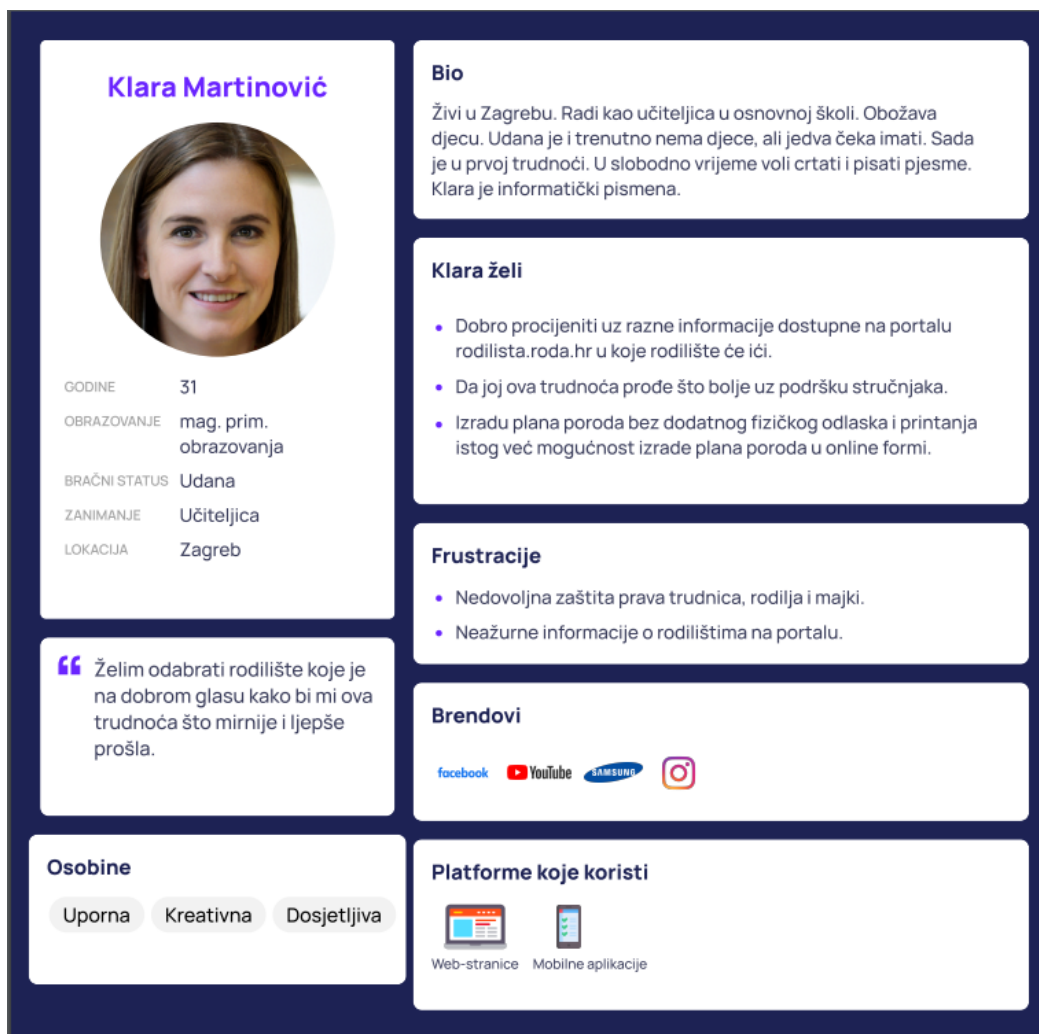 Klara Martinović
GODINE 31
OBRAZOVANJE mag. prim.
obrazovanja
BRAČNI STATUS Udana
ZANIMANJE Učiteljica
LOKACIJA Zagreb
Želim odabrati rodilište koje je
na dobrom glasu kako bi mi ova
trudnoća što mirnije i ljepše
prošla.
Osobine
Uporna Kreativna Dosjetljiva
Bio
Živi u Zagrebu. Radi kao učiteljica u osnovnoj školi. Obožava
djecu. Udana je i trenutno nema djece, ali jedva čeka imati. Sada
je u prvoj trudnoći. U slobodno vrijeme voli crtati i pisati pjesme.
Klara je informatički pismena.
Klara želi
• Dobro procijeniti uz razne informacije dostupne na portalu
rodilista.roda.hr u koje rodilište će ići.
• Da joj ova trudnoća prođe što bolje uz podršku stručnjaka.
• Izradu plana poroda bez dodatnog fizičkog odlaska i printanja
istog već mogućnost izrade plana poroda u online formi.
Frustracije
• Nedovoljna zaštita prava trudnica, rodilja i majki.
• Neažurne informacije o rodilištima na portalu.
Brendovi
facebook YouTube SAMSUNG
Platforme koje koristi
Web-stranice Mobilne aplikacije